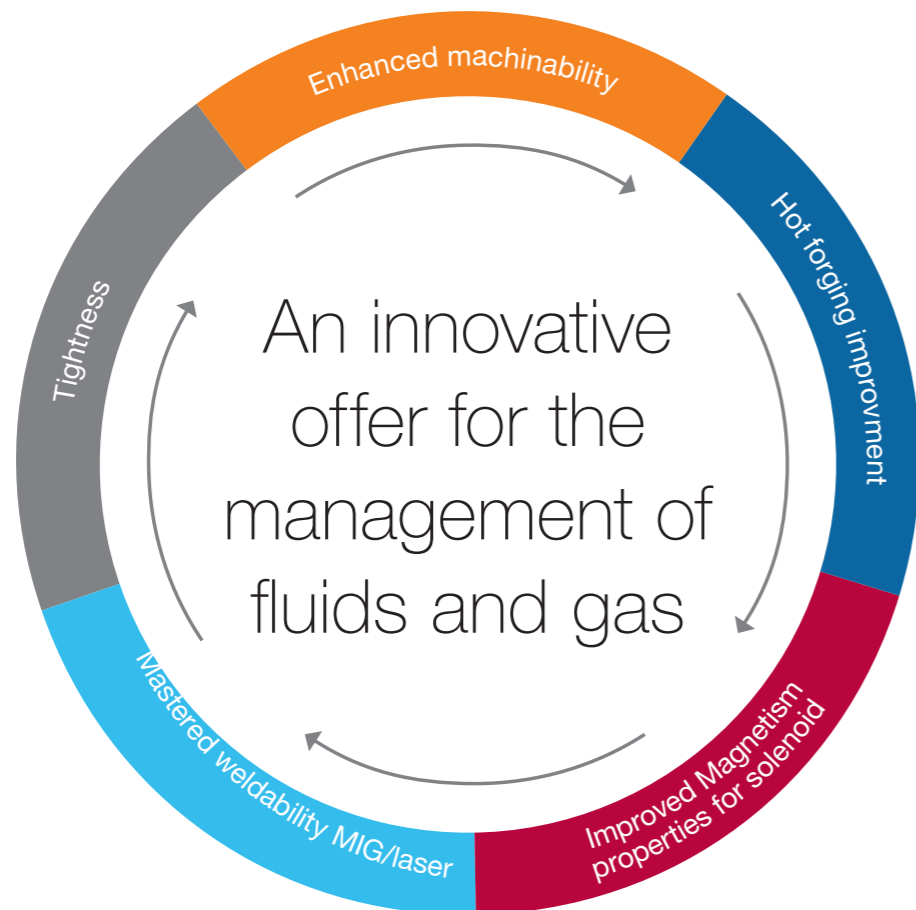 Enhanced machinability
Hot forging improvment
Improved Magnetism
properties for solenoid
Mastered weldability MIG/laser
Tightness
An innovative
offer for the
management of
fluids and gas